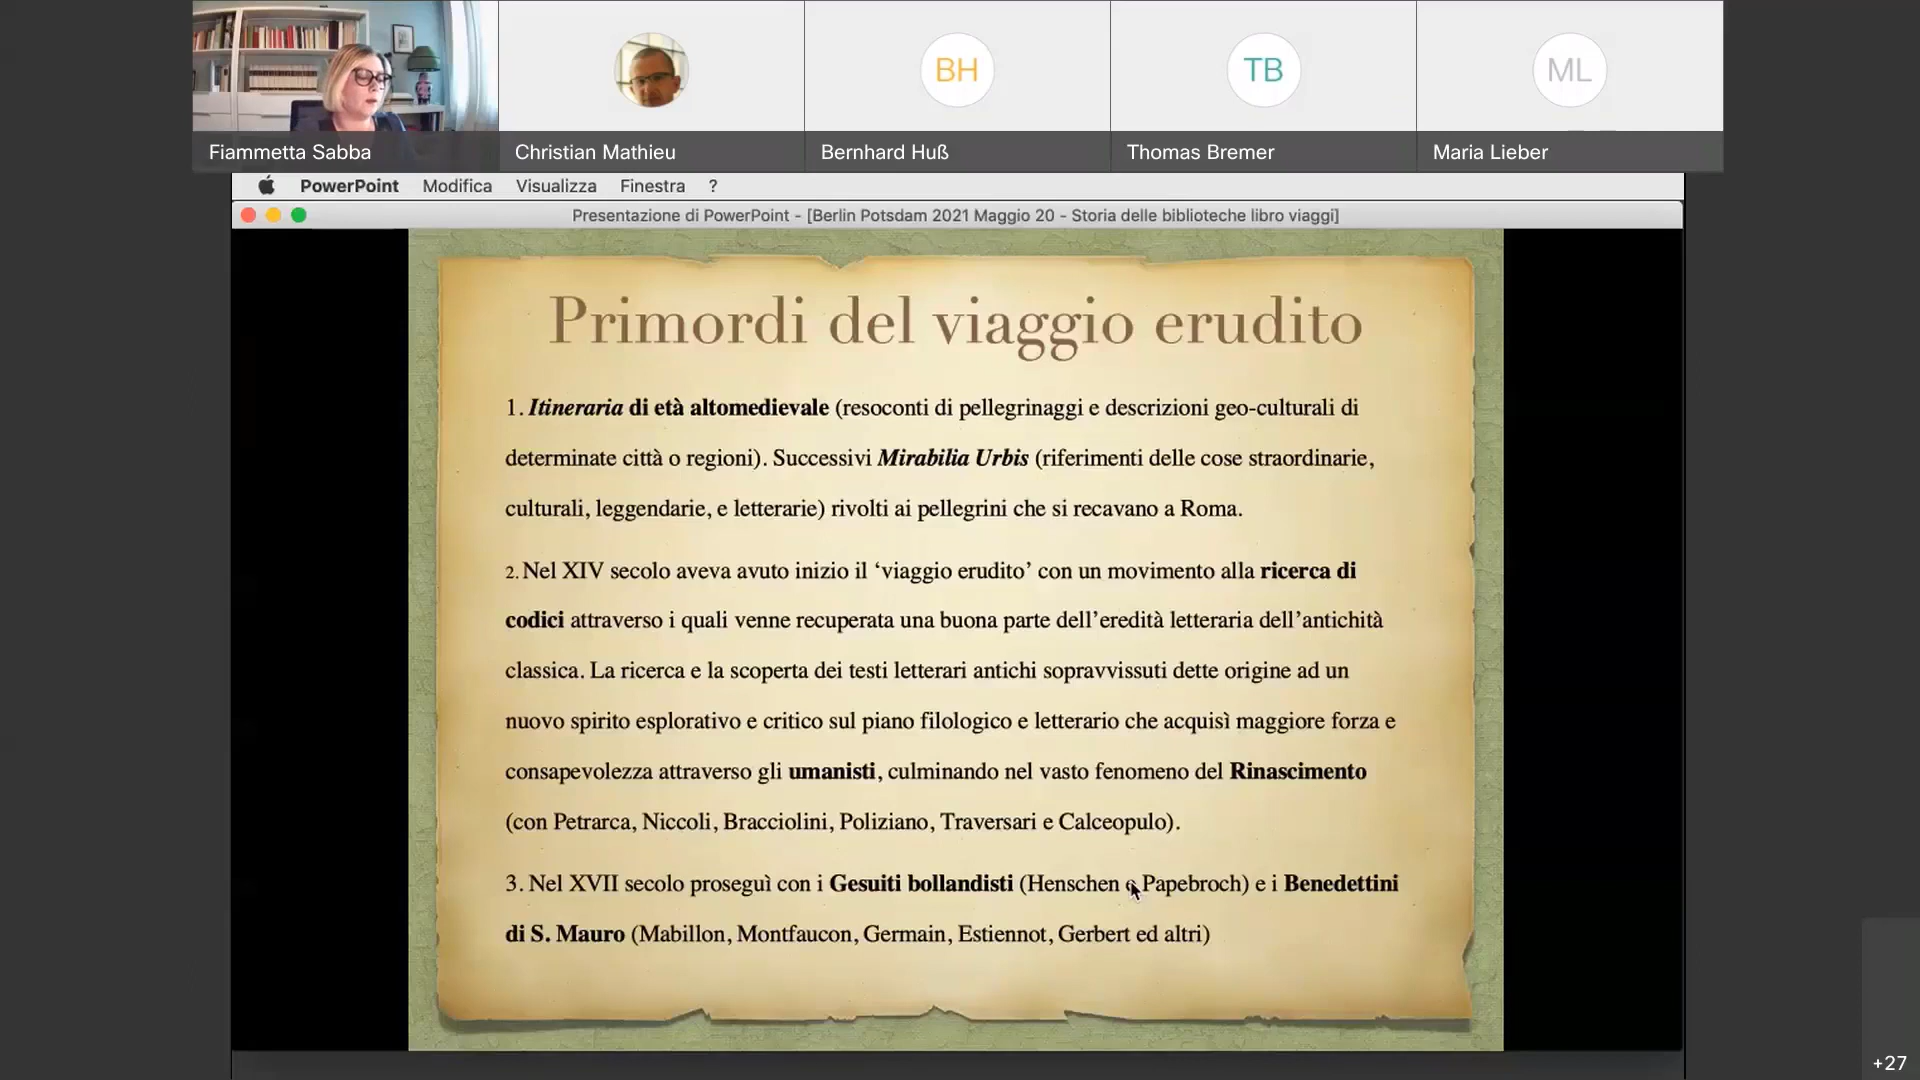 BH
TB
ML
Fiammetta Sabba
Christian Mathieu
Bernhard Huß
Thomas Bremer
Maria Lieber
PowerPoint Modifica Visualizza Finestra ?
Presentazione di PowerPoint - [Berlin Potsdam 2021 Maggio 20 - Storia delle biblioteche libro viaggi]
Primordi del viaggio erudito
1. Itineraria di età altomedievale (resoconti di pellegrinaggi e descrizioni geo-culturali di
determinate città o regioni). Successivi Mirabilia Urbis (riferimenti delle cose straordinarie,
culturali, leggendarie, e letterarie) rivolti ai pellegrini che si recavano a Roma.
2. Nel XIV secolo aveva avuto inizio il ‘viaggio erudito’ con un movimento alla ricerca di
codici attraverso i quali venne recuperata una buona parte dell’eredità letteraria dell’antichità
classica. La ricerca e la scoperta dei testi letterari antichi sopravvissuti dette origine ad un
nuovo spirito esplorativo e critico sul piano filologico e letterario che acquisì maggiore forza e
consapevolezza attraverso gli umanisti, culminando nel vasto fenomeno del Rinascimento
(con Petrarca, Niccoli, Bracciolini, Poliziano, Traversari e Calceopulo).
3. Nel XVII secolo proseguì con i Gesuiti bollandisti (Henschen e Papebroch) e i Benedettini
di S. Mauro (Mabillon, Montfaucon, Germain, Estiennot, Gerbert ed altri)
+27